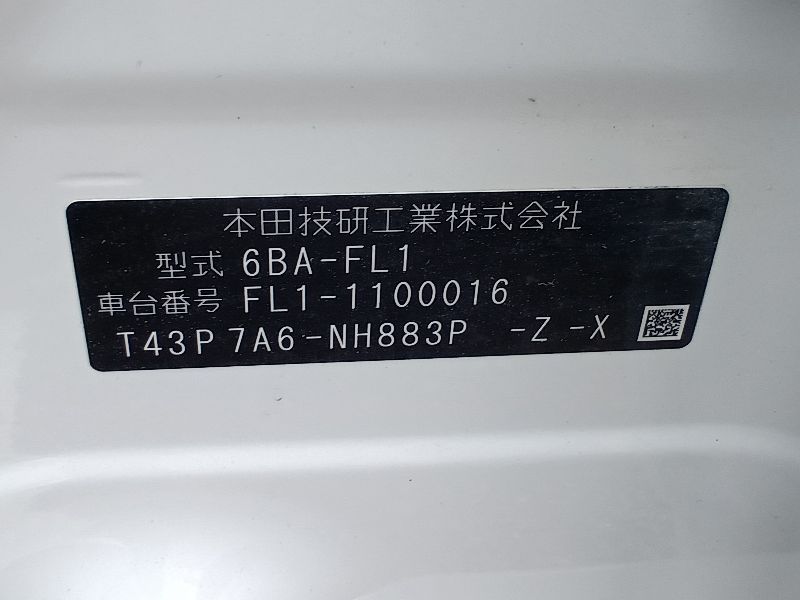 本田技研工業株式会社
型式 6BA-FL1
車台番号 FL1-1100016
T43P 7A6-NH883P -Z -X